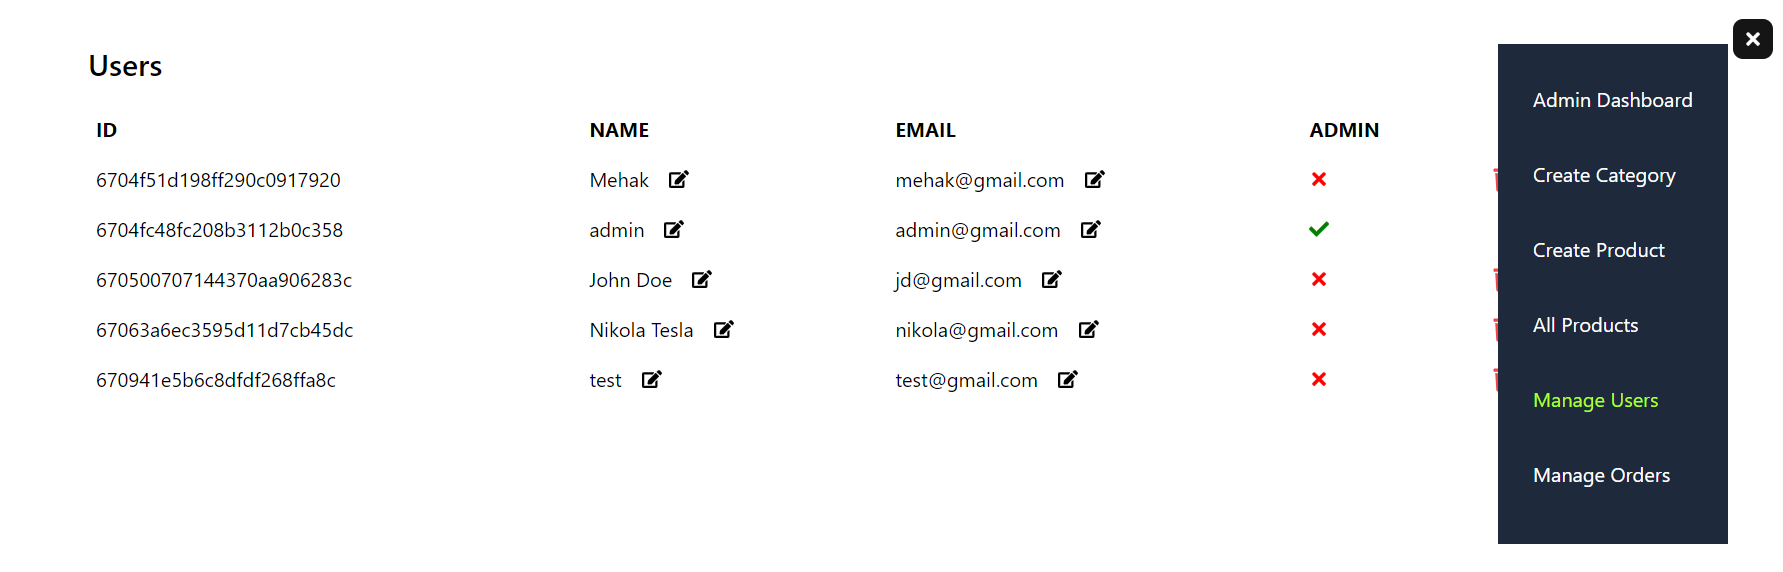 Users
ID NAME EMAIL ADMIN
6704f51d198ff290c0917920 Mehak mehak@gmail.com
6704fc48fc208b3112b0c358 admin admin@gmail.com
670500707144370aa906283c John Doe jd@gmail.com
67063a6ec3595d11d7cb45dc Nikola Tesla nikola@gmail.com
670941e5b6c8dfdf268ffa8c test test@gmail.com
Admin Dashboard
Create Category
Create Product
All Products
Manage Users
Manage Orders